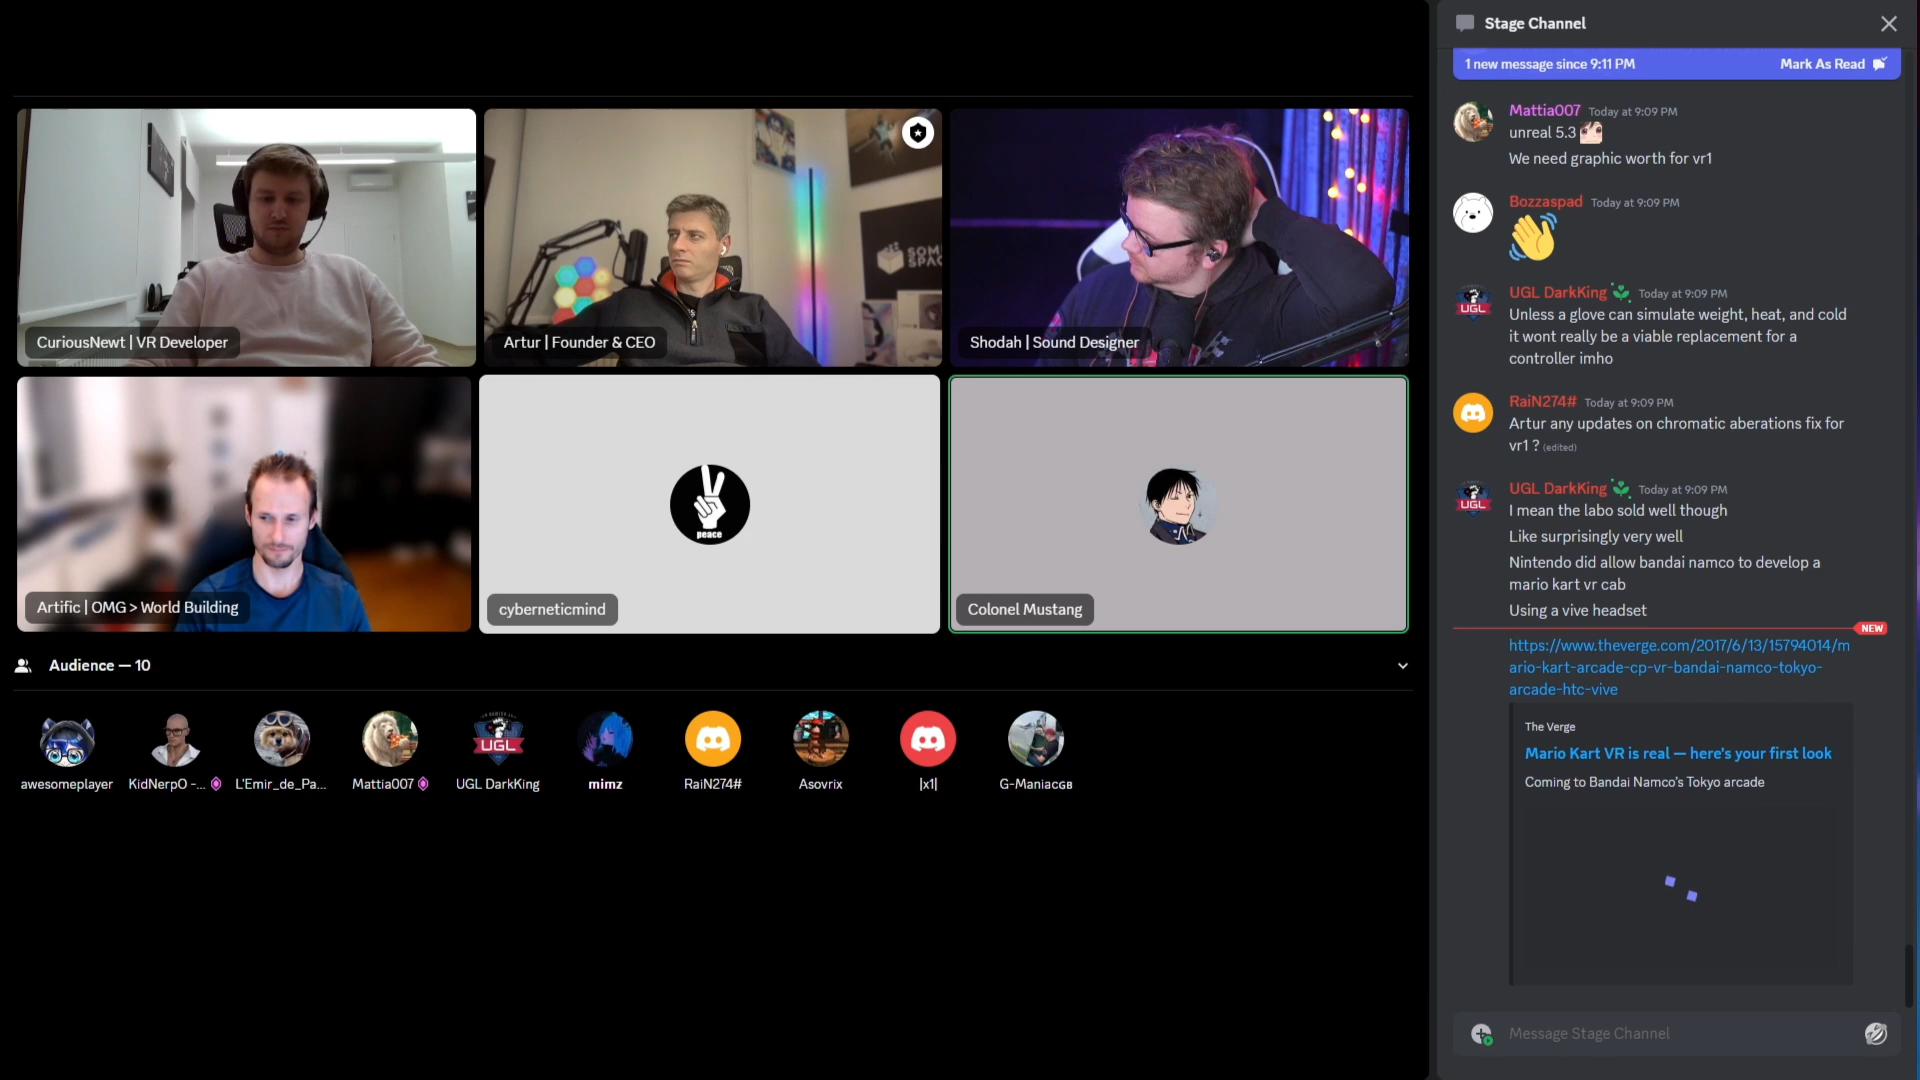 CuriousNewt | VR Developer
Artur | Founder & CEO
Shodah | Sound Designer
Artific | OMG > World Building
peace
cyberneticmind
Colonel Mustang
Audience — 10
awesomeplayer
KidNerpO -...
L'Emir_de_Pa...
Mattia007
UGL
UGL DarkKing
mimz
RaiN274#
Asovrix
|x1|
G-ManiacGB
Stage Channel
1 new message since 9:11 PM
Mark As Read
Mattia007 Today at 9:09 PM
unreal 5.3
We need graphic worth for vr1
Bozzaspad Today at 9:09 PM
UGL
UGL DarkKing Today at 9:09 PM
Unless a glove can simulate weight, heat, and cold
it wont really be a viable replacement for a
controller imho
RaiN274# Today at 9:09 PM
Artur any updates on chromatic aberations fix for
vr1 ? (edited)
UGL
UGL DarkKing Today at 9:09 PM
I mean the labo sold well though
Like surprisingly very well
Nintendo did allow bandai namco to develop a
mario kart vr cab
Using a vive headset
NEW
https://www.theverge.com/2017/6/13/15794014/m
ario-kart-arcade-cp-vr-bandai-namco-tokyo-
arcade-htc-vive
The Verge
Mario Kart VR is real — here's your first look
Coming to Bandai Namco's Tokyo arcade
Message Stage Channel